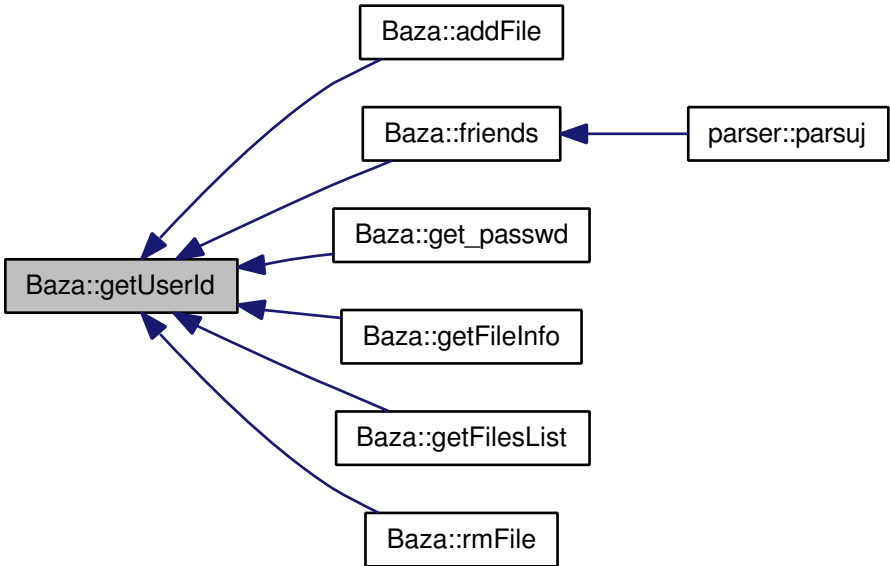 Baza::addFile
Baza::friends
parser::parsuj
Baza::get_passwd
Baza::getUserId
Baza::getFileInfo
Baza::getFilesList
Baza::rmFile